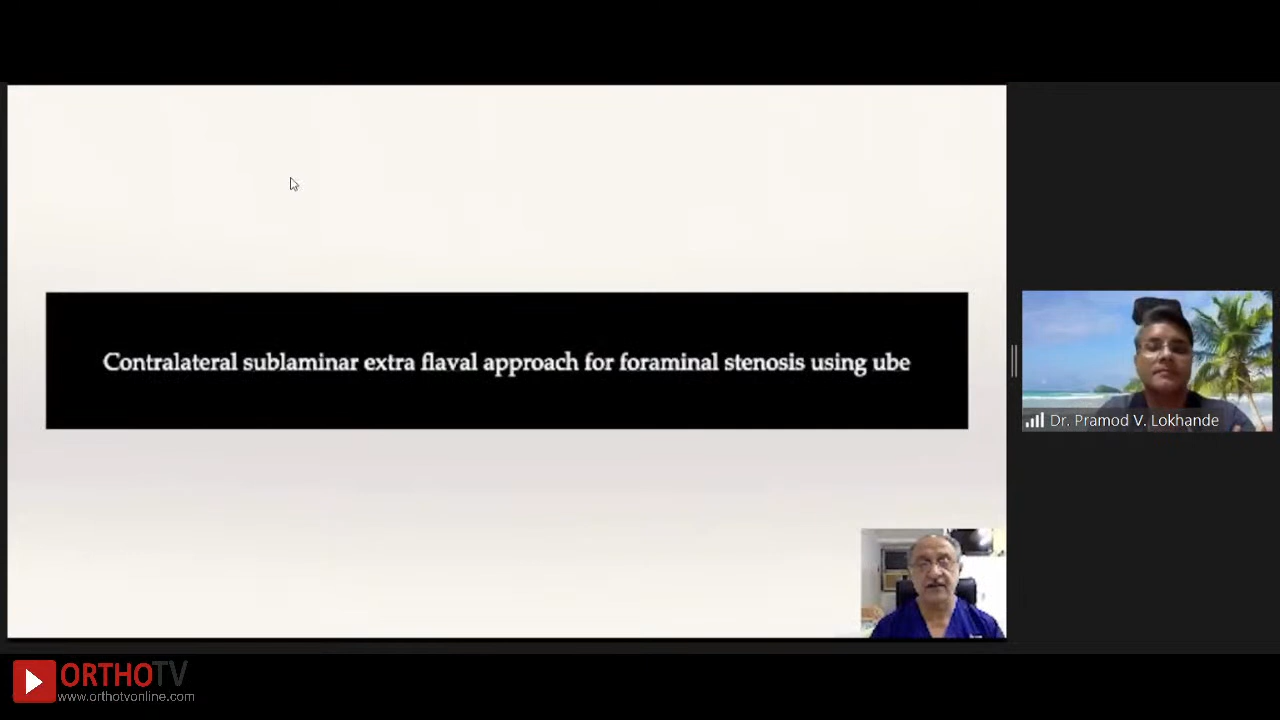 Contralateral sublaminar extra flaval approach for foraminal stenosis using ube
Dr. Pramod V. Lokhande
ORTHOTV
www.orthotvonline.com